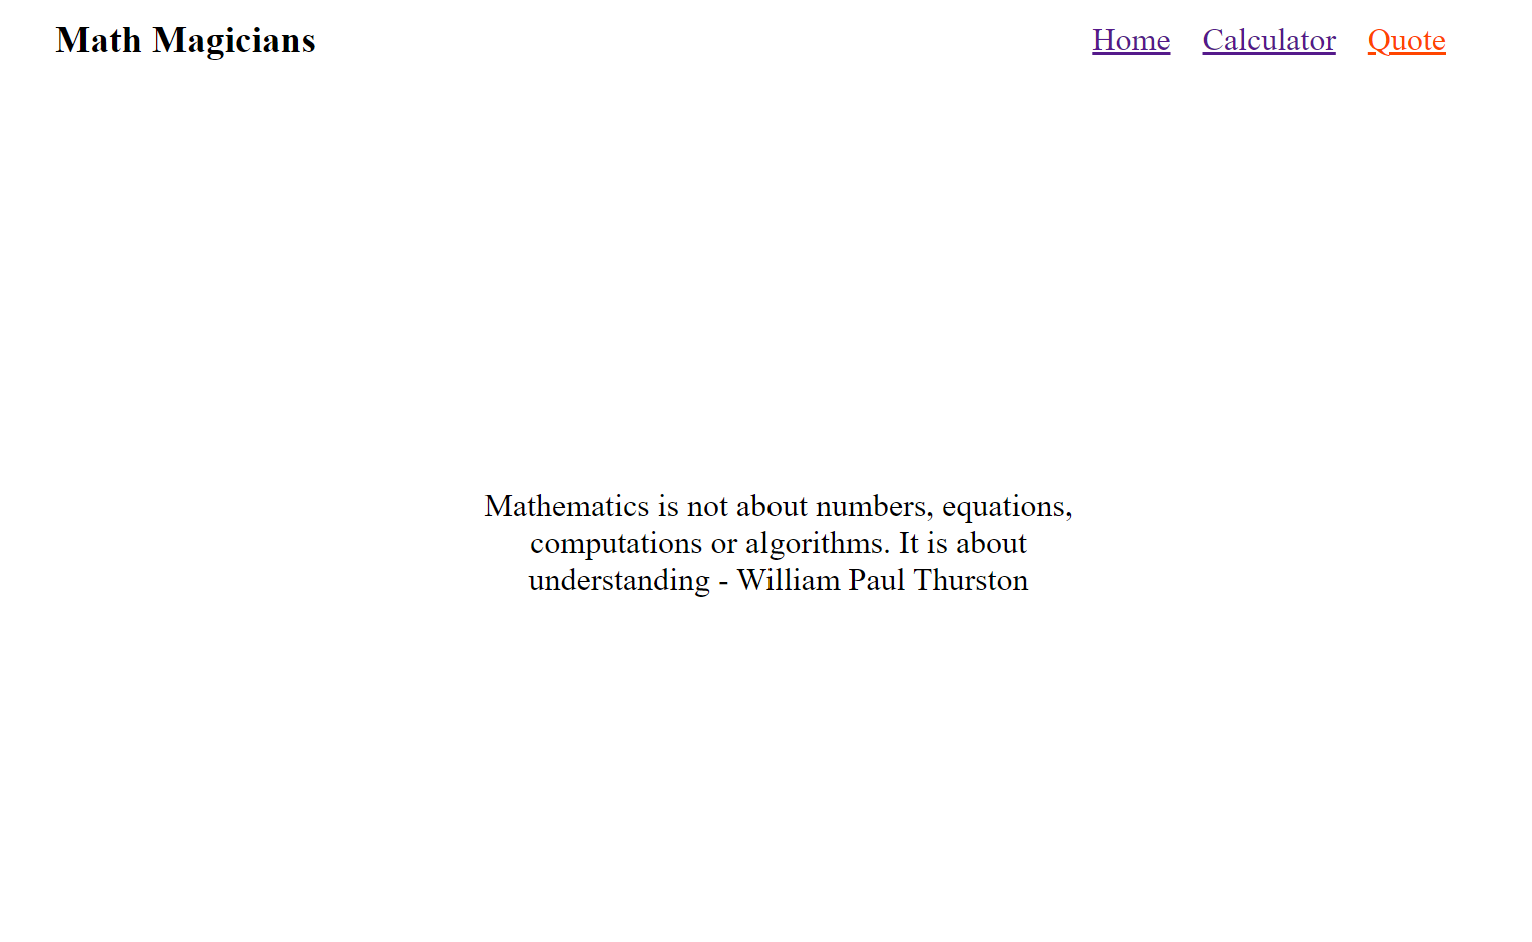 Math Magicians
Home Calculator Quote
Mathematics is not about numbers, equations,
computations or algorithms. It is about
understanding - William Paul Thurston